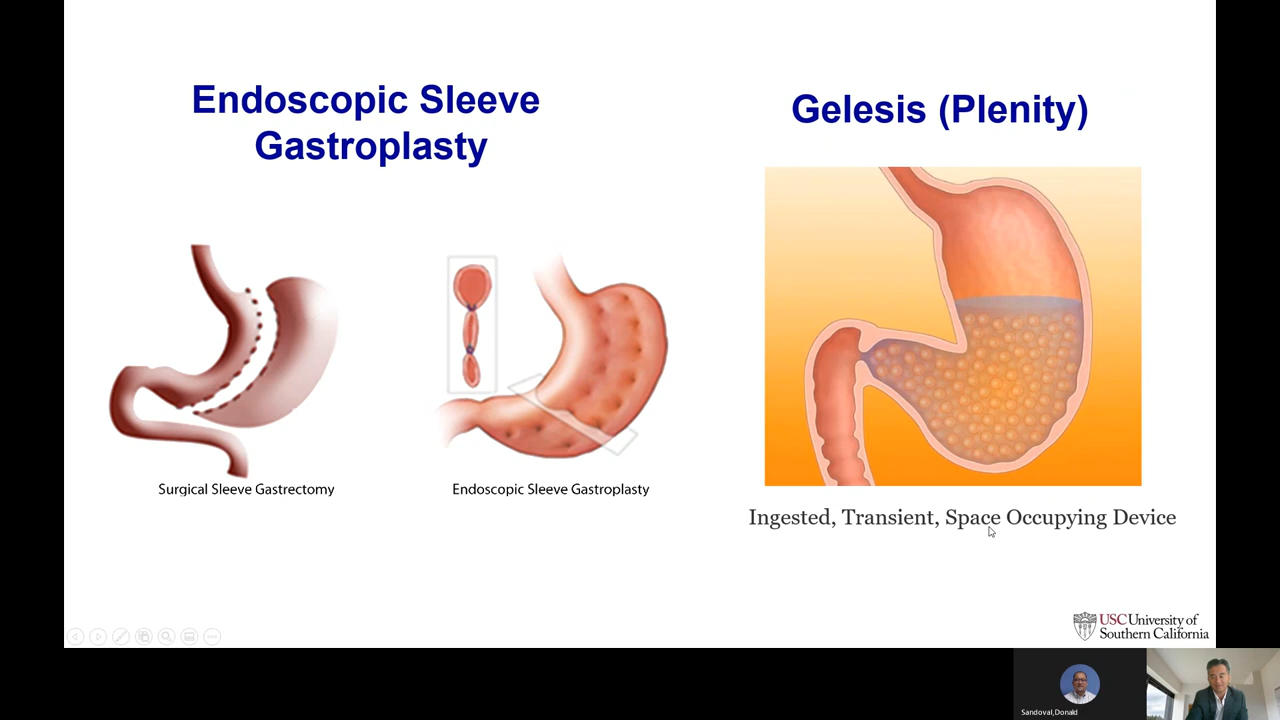 Endoscopic Sleeve
Gastroplasty
Gelesis (Plenity)
Surgical Sleeve Gastrectomy
Endoscopic Sleeve Gastroplasty
Ingested, Transient, Space Occupying Device
USC University of
Southern California
Sandoval,Donald